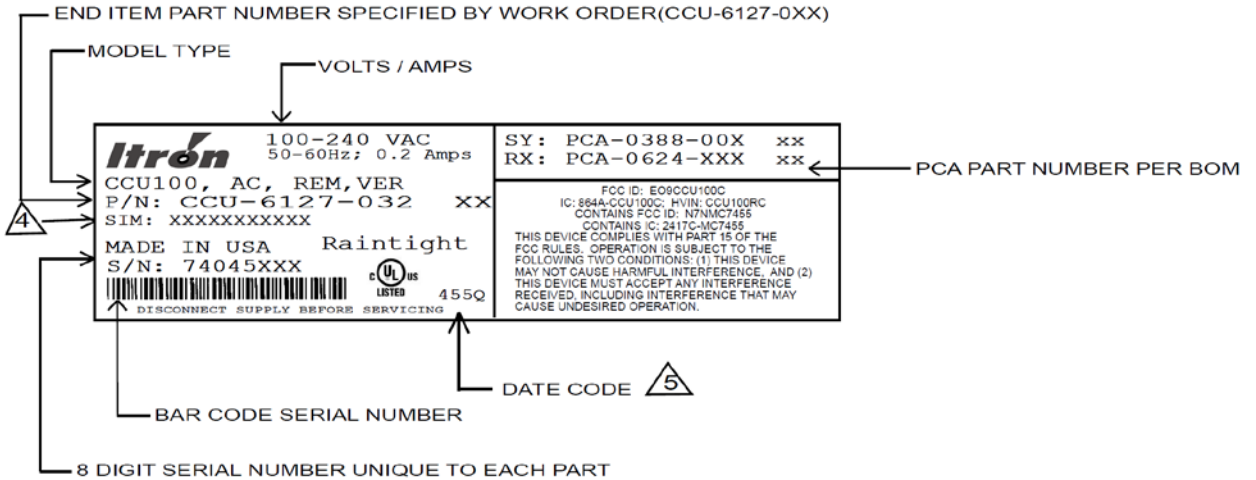 END ITEM PART NUMBER SPECIFIED BY WORK ORDER(CCU-6127-0XX)
MODEL TYPE
VOLTS / AMPS
Itron
100-240 VAC
50-60Hz; 0.2 Amps
CCU100, AC, REM,VER
P/N: CCU-6127-032 XX
4
SIM: XXXXXXXXXXX
MADE IN USA Raintight
S/N: 74045XXX
C UL US
LISTED
455Q
DISCONNECT SUPPLY BEFORE SERVICING
SY: PCA-0388-00X xx
RX: PCA-0624-XXX xx
PCA PART NUMBER PER BOM
FCC ID: EO9CCU100C
IC: 864A-CCU100C; HVIN: CCU100RC
CONTAINS FCC ID: N7NMC7455
CONTAINS IC: 2417C-MC7455
THIS DEVICE COMPLIES WITH PART 15 OF THE
FCC RULES. OPERATION IS SUBJECT TO THE
FOLLOWING TWO CONDITIONS: (1) THIS DEVICE
MAY NOT CAUSE HARMFUL INTERFERENCE, AND (2)
THIS DEVICE MUST ACCEPT ANY INTERFERENCE
RECEIVED, INCLUDING INTERFERENCE THAT MAY
CAUSE UNDESIRED OPERATION.
DATE CODE 5
BAR CODE SERIAL NUMBER
8 DIGIT SERIAL NUMBER UNIQUE TO EACH PART